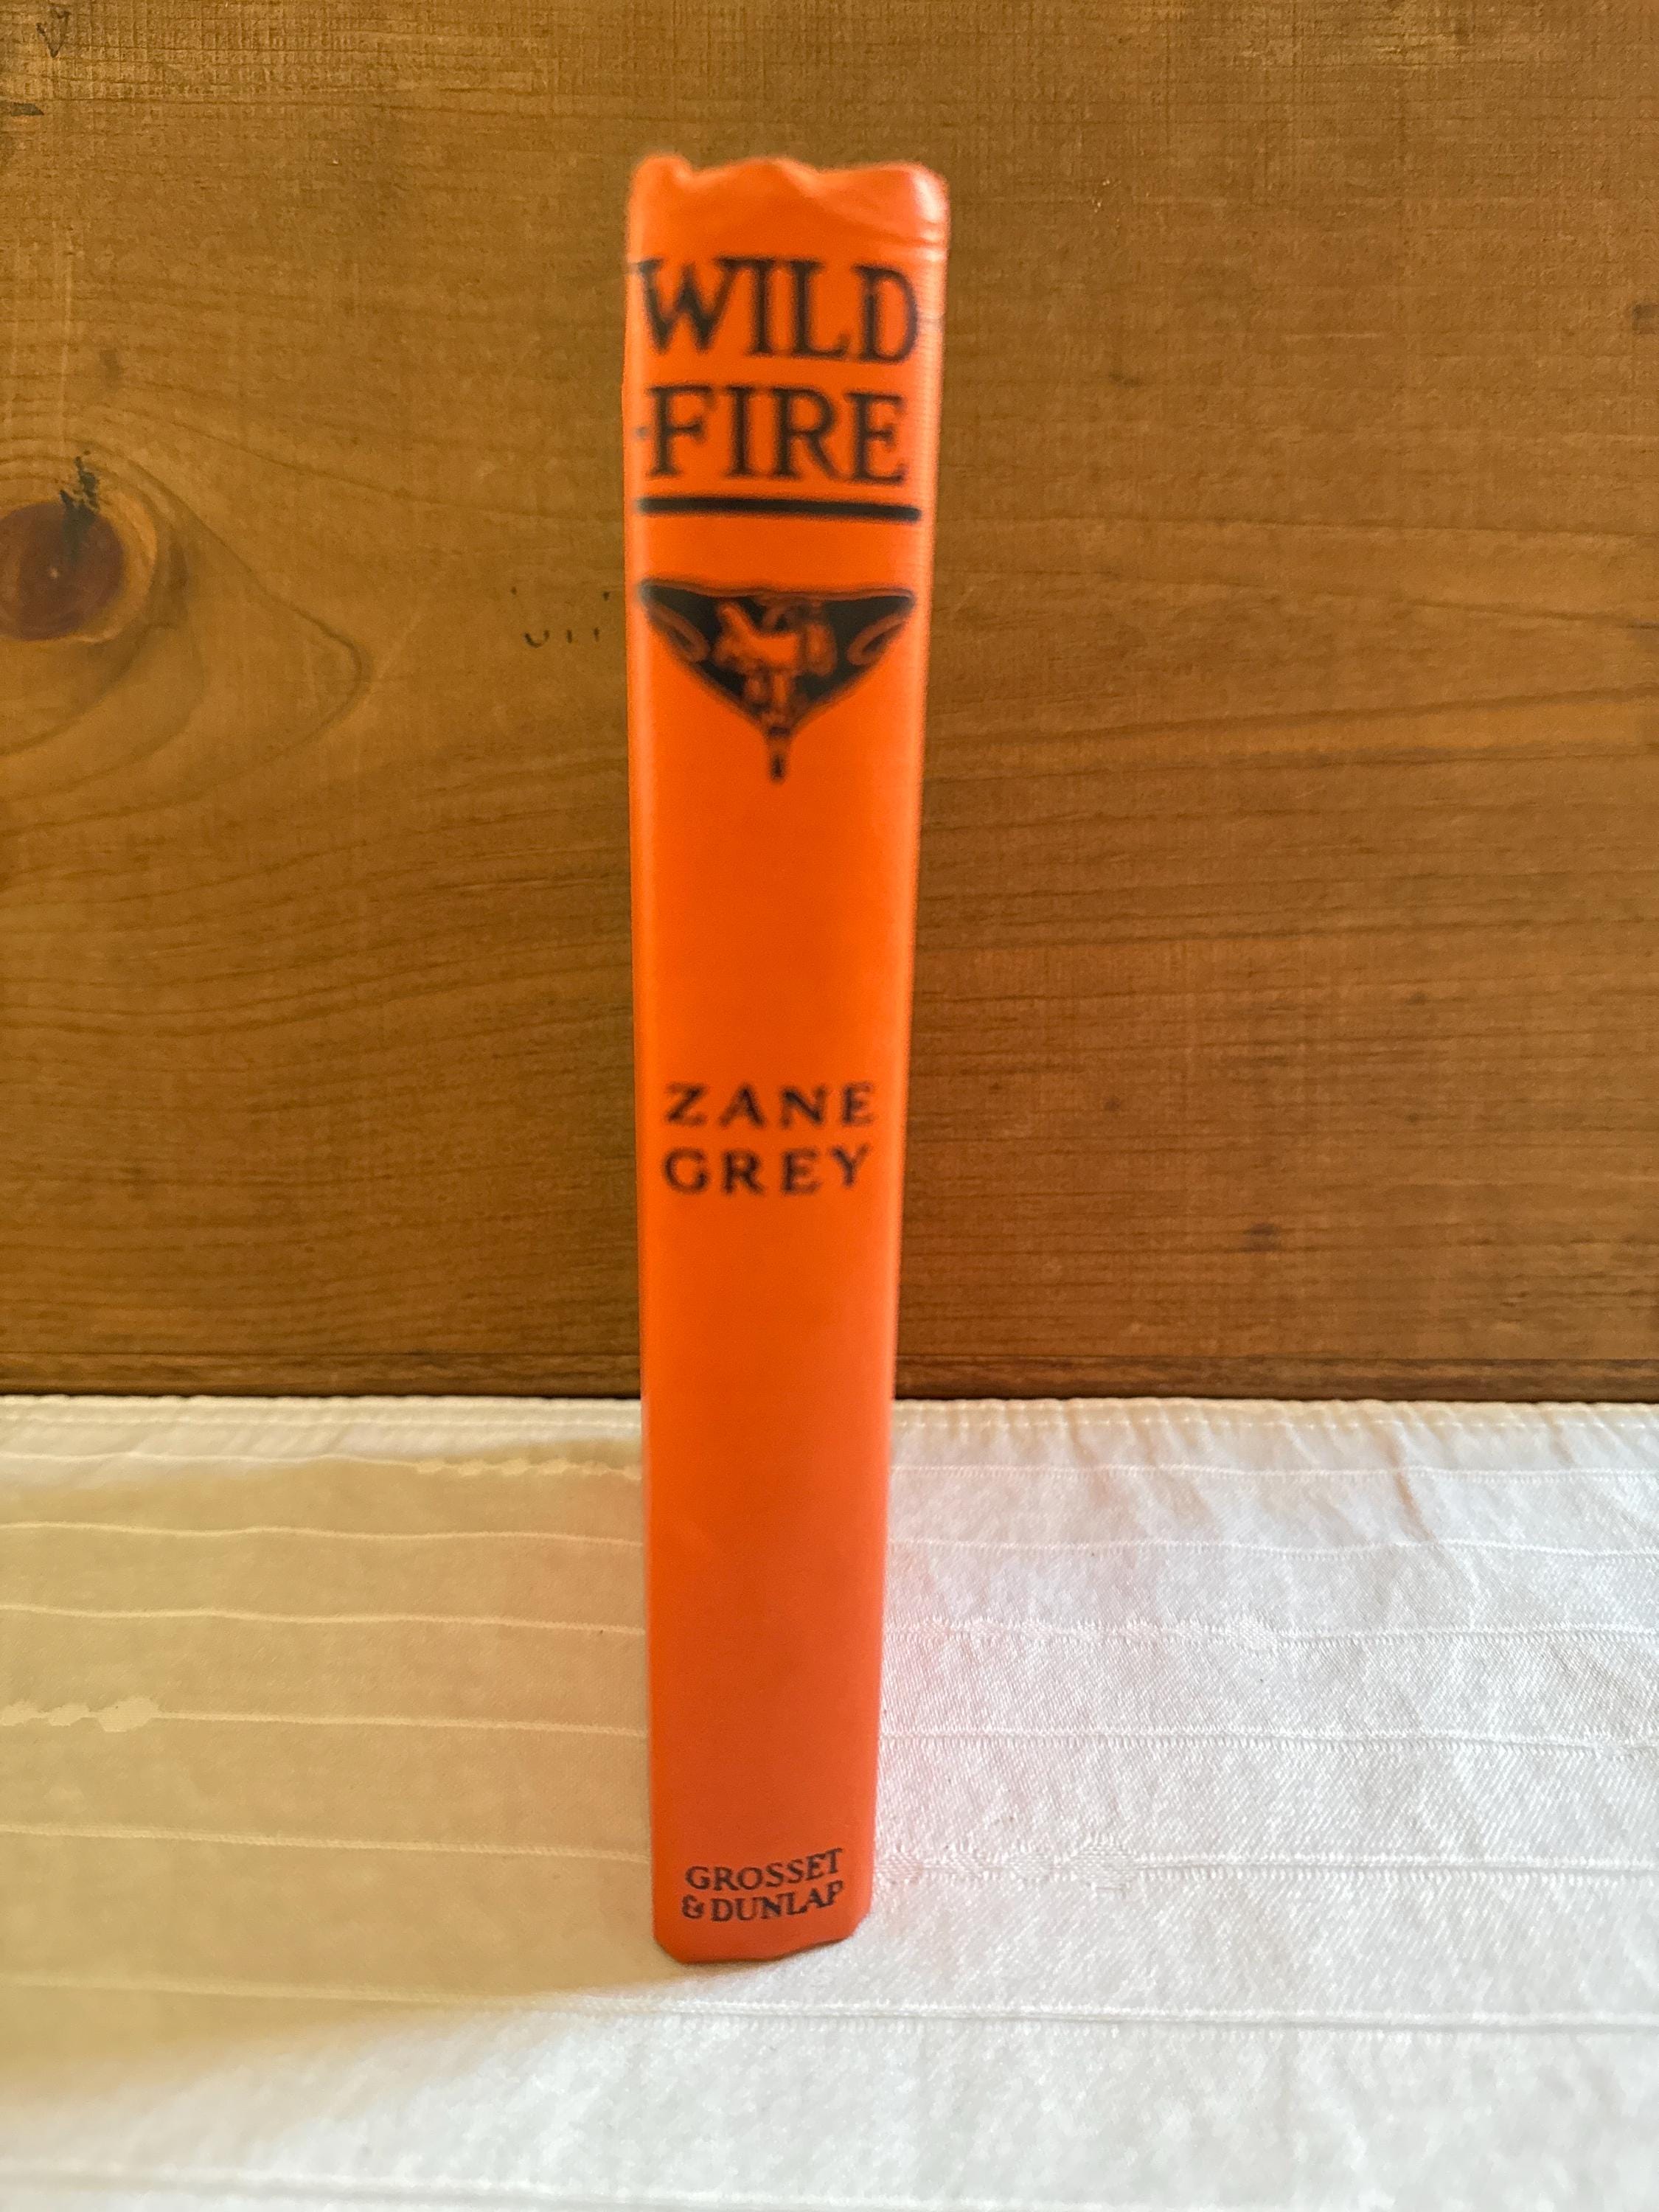 WILD
FIRE
ZANE
GREY
GROSSET
& DUNLAP